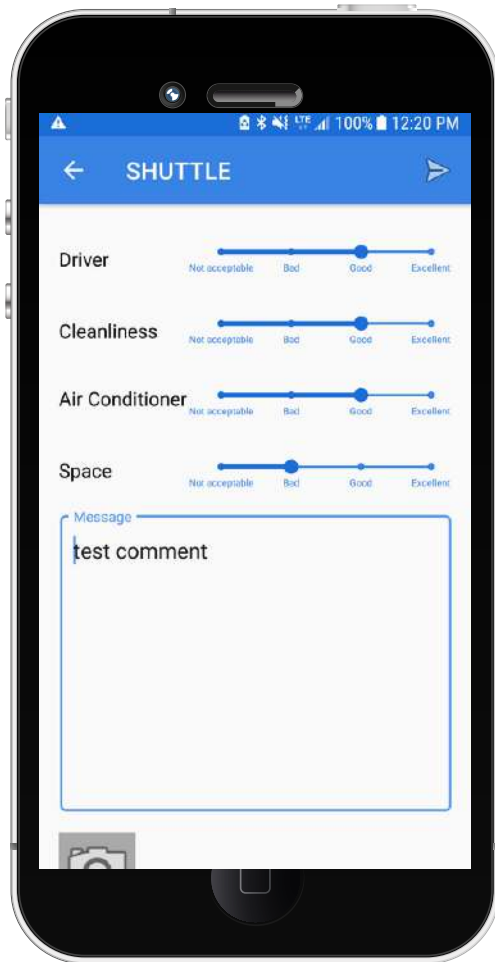 LTE 100% 12:20 PM
SHUTTLE
Driver
Not acceptable Bad Good Excellent
Cleanliness
Not acceptable Bad Good Excellent
Air Conditioner
Not acceptable Bad Good Excellent
Space
Not acceptable Bad Good Excellent
Message
test comment